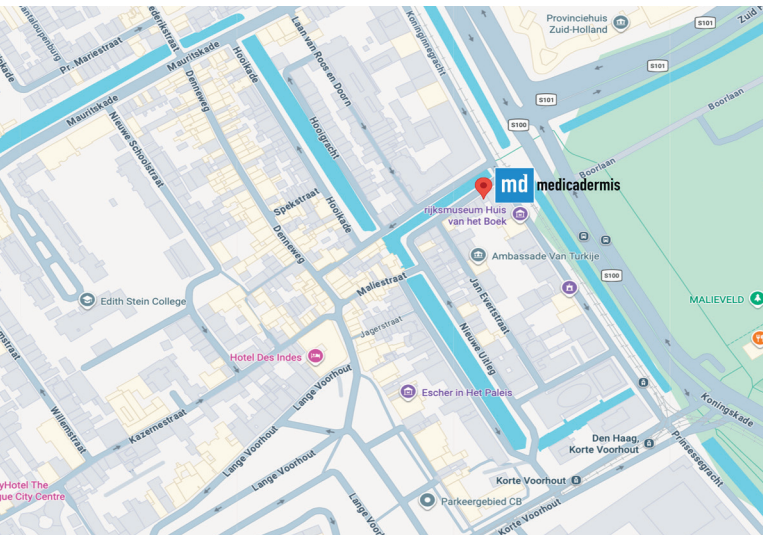 Provinciehuis
Zuid-Holland
S101
Zuid
Pr. Mariestraat
Mauritskade
Hooikade
Laan van Roos en Doorn
Koninginnegracht
S101
S101
Boorlaan
Mauritskade
Denneweg
Nieuwe Schoolstraat
Hooigracht
S100
Boorlaan
md medicadermis
Spekstraat
Hooikade
rijksmuseum Huis
van het Boek
Denneweg
Ambassade Van Turkije
Maliestraat
S100
Jan Evertstraat
MALIEVELD
Edith Stein College
Jagerstraat
Nieuwe Uitleg
Hotel Des Indes
Lange Voorhout
Escher in Het Paleis
Koningskade
Willemstraat
Kazernestraat
Lange Voorhout
Den Haag,
Korte Voorhout
Prinsessegracht
Lange Voorhout
yHotel The
gue City Centre
Korte Voorhout
Parkeergebied CB
Lange Voo
Korte Voorhout